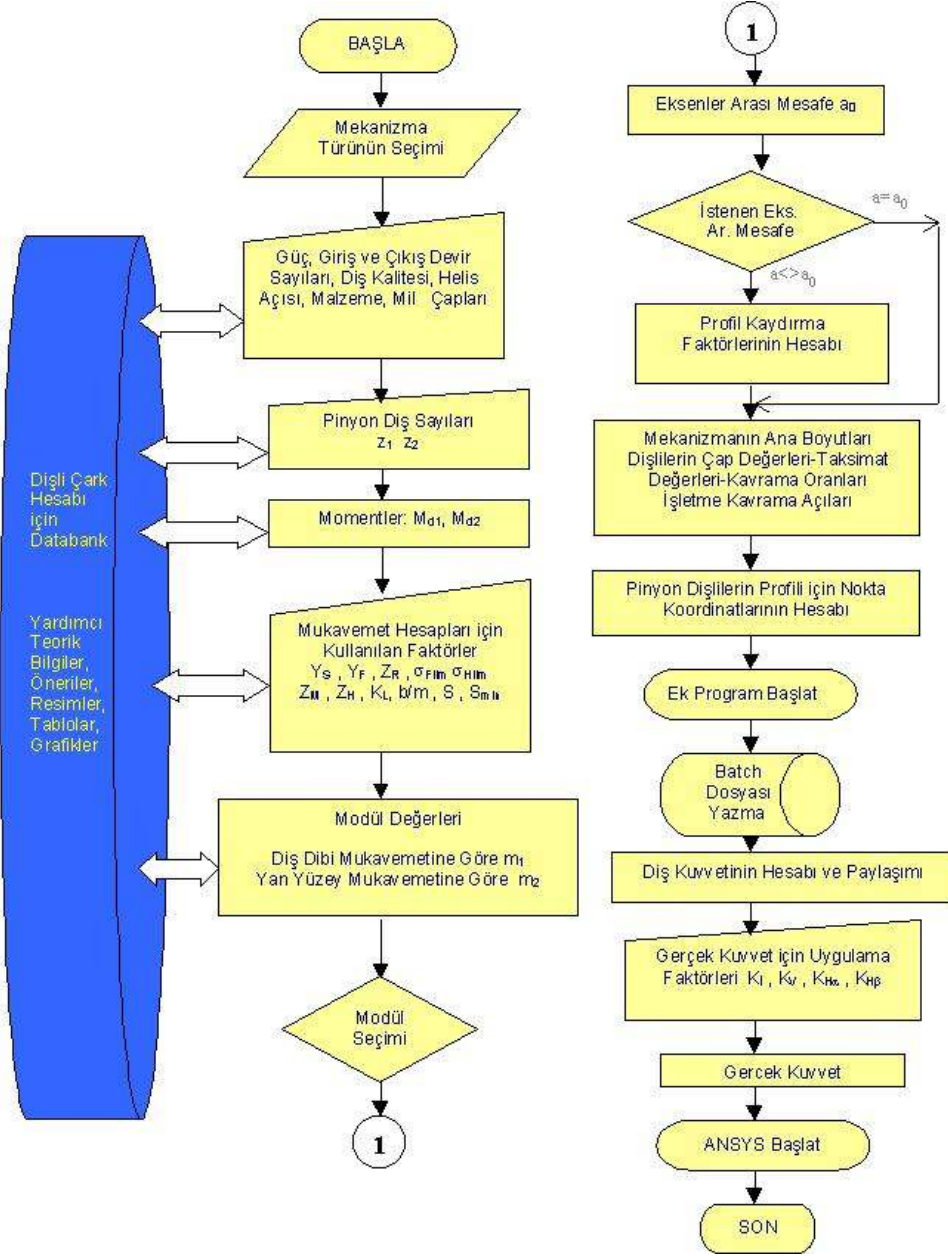 BAŞLA
Mekanizma
Türünün Seçimi
Güç, Giriş ve Çıkış Devir
Sayıları, Diş Kalitesi, Helis
Açısı, Malzeme, Mil Çapları
Pinyon Diş Sayıları
z₁ z₂
Momentler: Md1, Md2
Mukavemet Hesapları için
Kullanılan Faktörler
YS , YF , ZR , σFlim σHlim
ZM , ZH , KL, b/m , S , Smin
Modül Değerleri
Diş Dibi Mukavemetine Göre m₁
Yan Yüzey Mukavemetine Göre m₂
Modül
Seçimi
1
Dişli Çark
Hesabı
için
Databank
Yardımcı
Teorik
Bilgiler,
Öneriler,
Resimler,
Tablolar,
Grafikler
1
Eksenler Arası Mesafe a₀
İstenen Eks.
Ar. Mesafe
a=a₀
a<>a₀
Profil Kaydırma
Faktörlerinin Hesabı
Mekanizmanın Ana Boyutları
Dişlilerin Çap Değerleri-Taksimat
Değerleri-Kavrama Oranları
İşletme Kavrama Açıları
Pinyon Dişlilerin Profili için Nokta
Koordinatlarının Hesabı
Ek Program Başlat
Batch
Dosyası
Yazma
Diş Kuvvetinin Hesabı ve Paylaşımı
Gerçek Kuvvet için Uygulama
Faktörleri KI , KV , KHα , KHβ
Gercek Kuvvet
ANSYS Başlat
SON